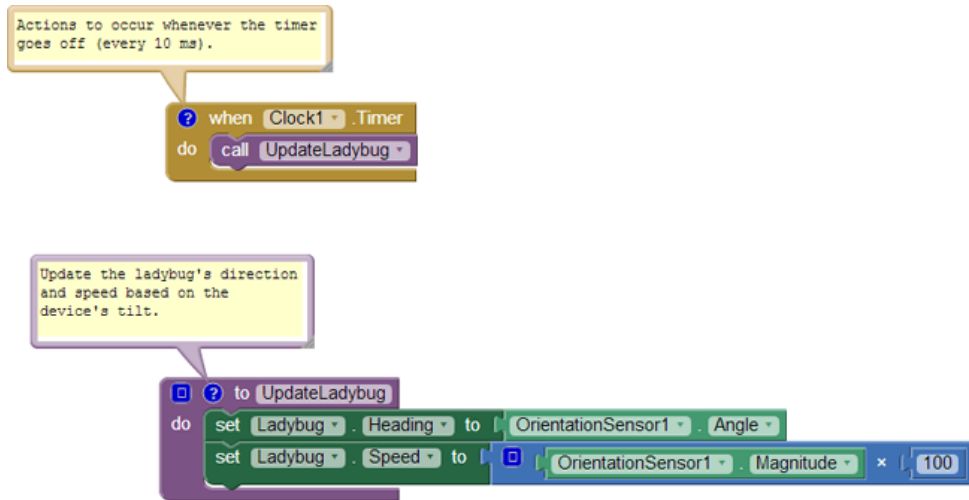 Actions to occur whenever the timer
goes off (every 10 ms).
? when Clock1 .Timer
do call UpdateLadybug
Update the ladybug's direction
and speed based on the
device's tilt.
? to UpdateLadybug
do set Ladybug . Heading to OrientationSensor1 . Angle
set Ladybug . Speed to OrientationSensor1 . Magnitude × 100